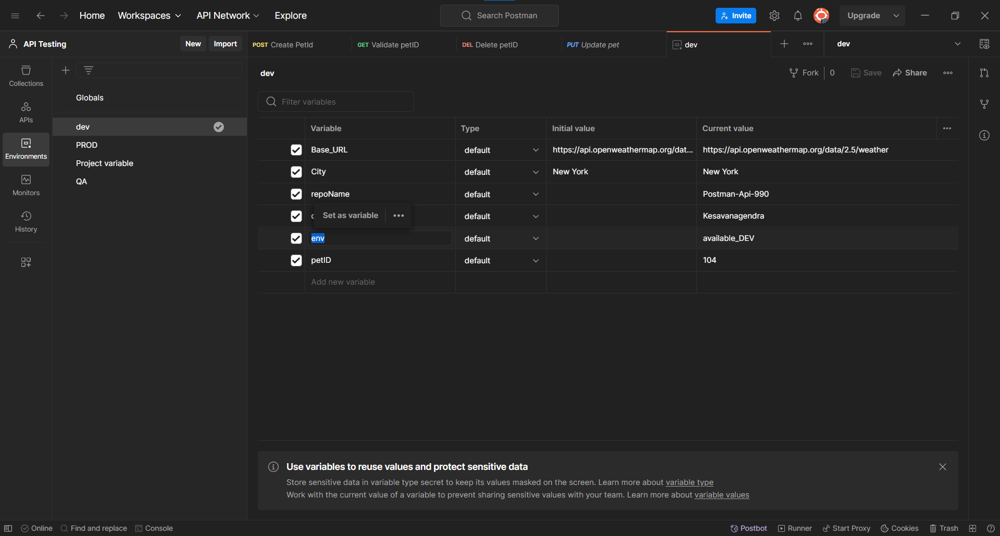 Home Workspaces API Network Explore Search Postman Invite Upgrade
API Testing New Import POST Create PetId GET Validate petID DEL Delete petID PUT Update pet dev dev
Collections
APIs
Environments
Monitors
History
Globals
dev
PROD
Project variable
QA
dev Fork 0 Save Share
Filter variables
Variable Type Initial value Current value
Base_URL default https://api.openweathermap.org/dat... https://api.openweathermap.org/data/2.5/weather
City default New York New York
repoName default Postman-Api-990
Set as variable default Kesavanagendra
env default available_DEV
petID default 104
Add new variable
Use variables to reuse values and protect sensitive data
Store sensitive data in variable type secret to keep its values masked on the screen. Learn more about variable type
Work with the current value of a variable to prevent sharing sensitive values with your team. Learn more about variable values
Online Find and replace Console Postbot Runner Start Proxy Cookies Trash